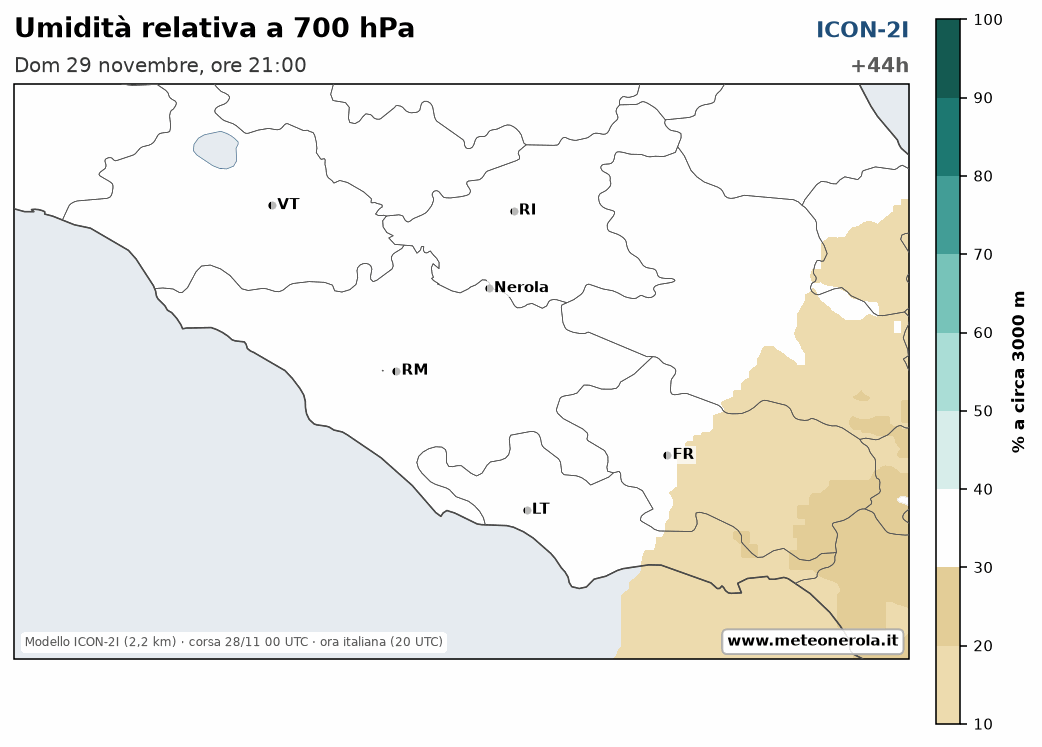 Umidità relativa a 700 hPa
ICON-2I
Dom 29 novembre, ore 21:00
+44h
100
90
80
70
60
50
40
30
20
10
% a circa 3000 m
VT
RI
Nerola
RM
FR
LT
Modello ICON-2I (2,2 km) · corsa 28/11 00 UTC · ora italiana (20 UTC)
www.meteonerola.it